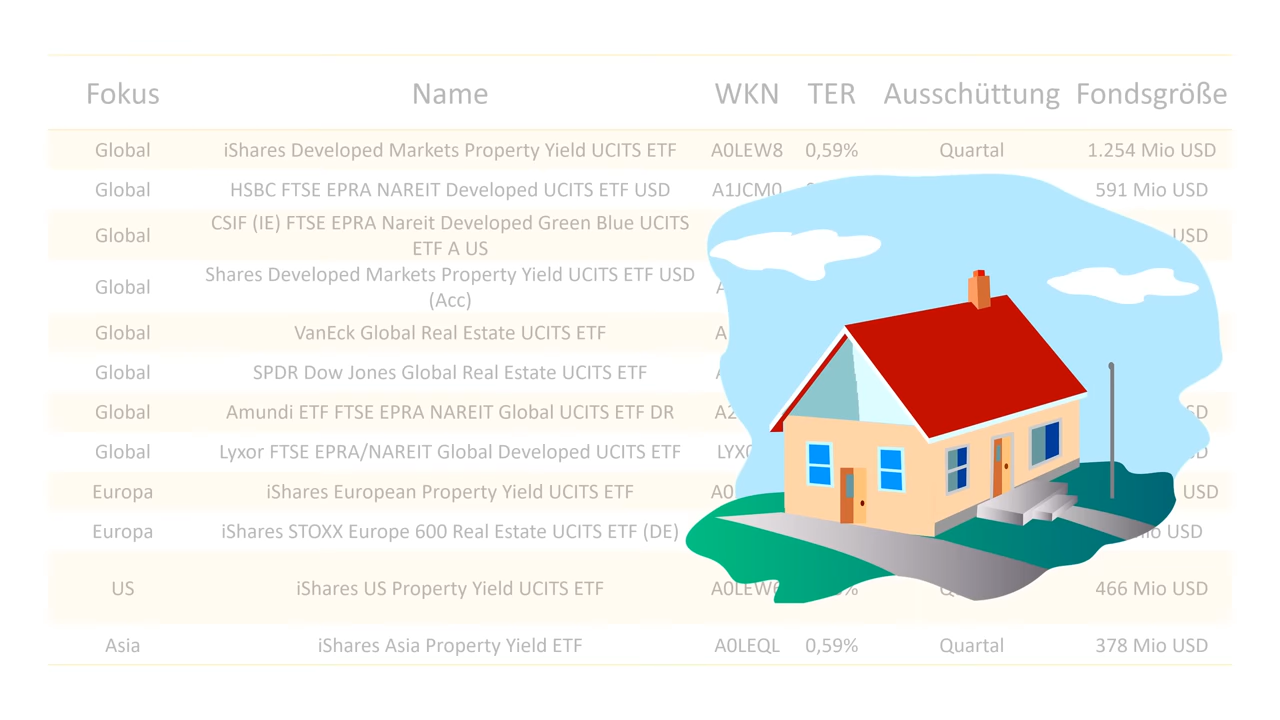 Fokus Name WKN TER Ausschüttung Fondsgröße
Global iShares Developed Markets Property Yield UCITS ETF A0LEW8 0,59% Quartal 1.254 Mio USD
Global HSBC FTSE EPRA NAREIT Developed UCITS ETF USD A1JCM0 591 Mio USD
Global CSIF (IE) FTSE EPRA Nareit Developed Green Blue UCITS
ETF A US USD
Global Shares Developed Markets Property Yield UCITS ETF USD
(Acc)
Global VanEck Global Real Estate UCITS ETF
Global SPDR Dow Jones Global Real Estate UCITS ETF
Global Amundi ETF FTSE EPRA NAREIT Global UCITS ETF DR
Global Lyxor FTSE EPRA/NAREIT Global Developed UCITS ETF
Europa iShares European Property Yield UCITS ETF USD
Europa iShares STOXX Europe 600 Real Estate UCITS ETF (DE) USD
US iShares US Property Yield UCITS ETF 466 Mio USD
Asia iShares Asia Property Yield ETF A0LEQL 0,59% Quartal 378 Mio USD